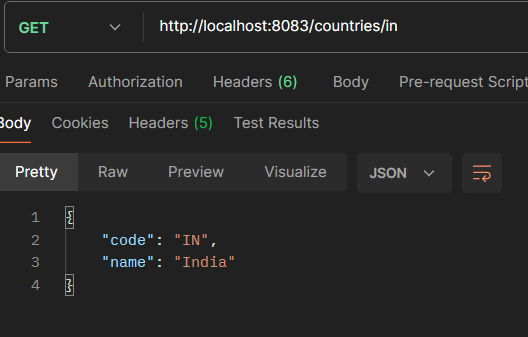 GET http://localhost:8083/countries/in
Params Authorization Headers (6) Body Pre-request Script
Body Cookies Headers (5) Test Results
Pretty Raw Preview Visualize JSON
1 {
2 "code": "IN",
3 "name": "India"
4 }